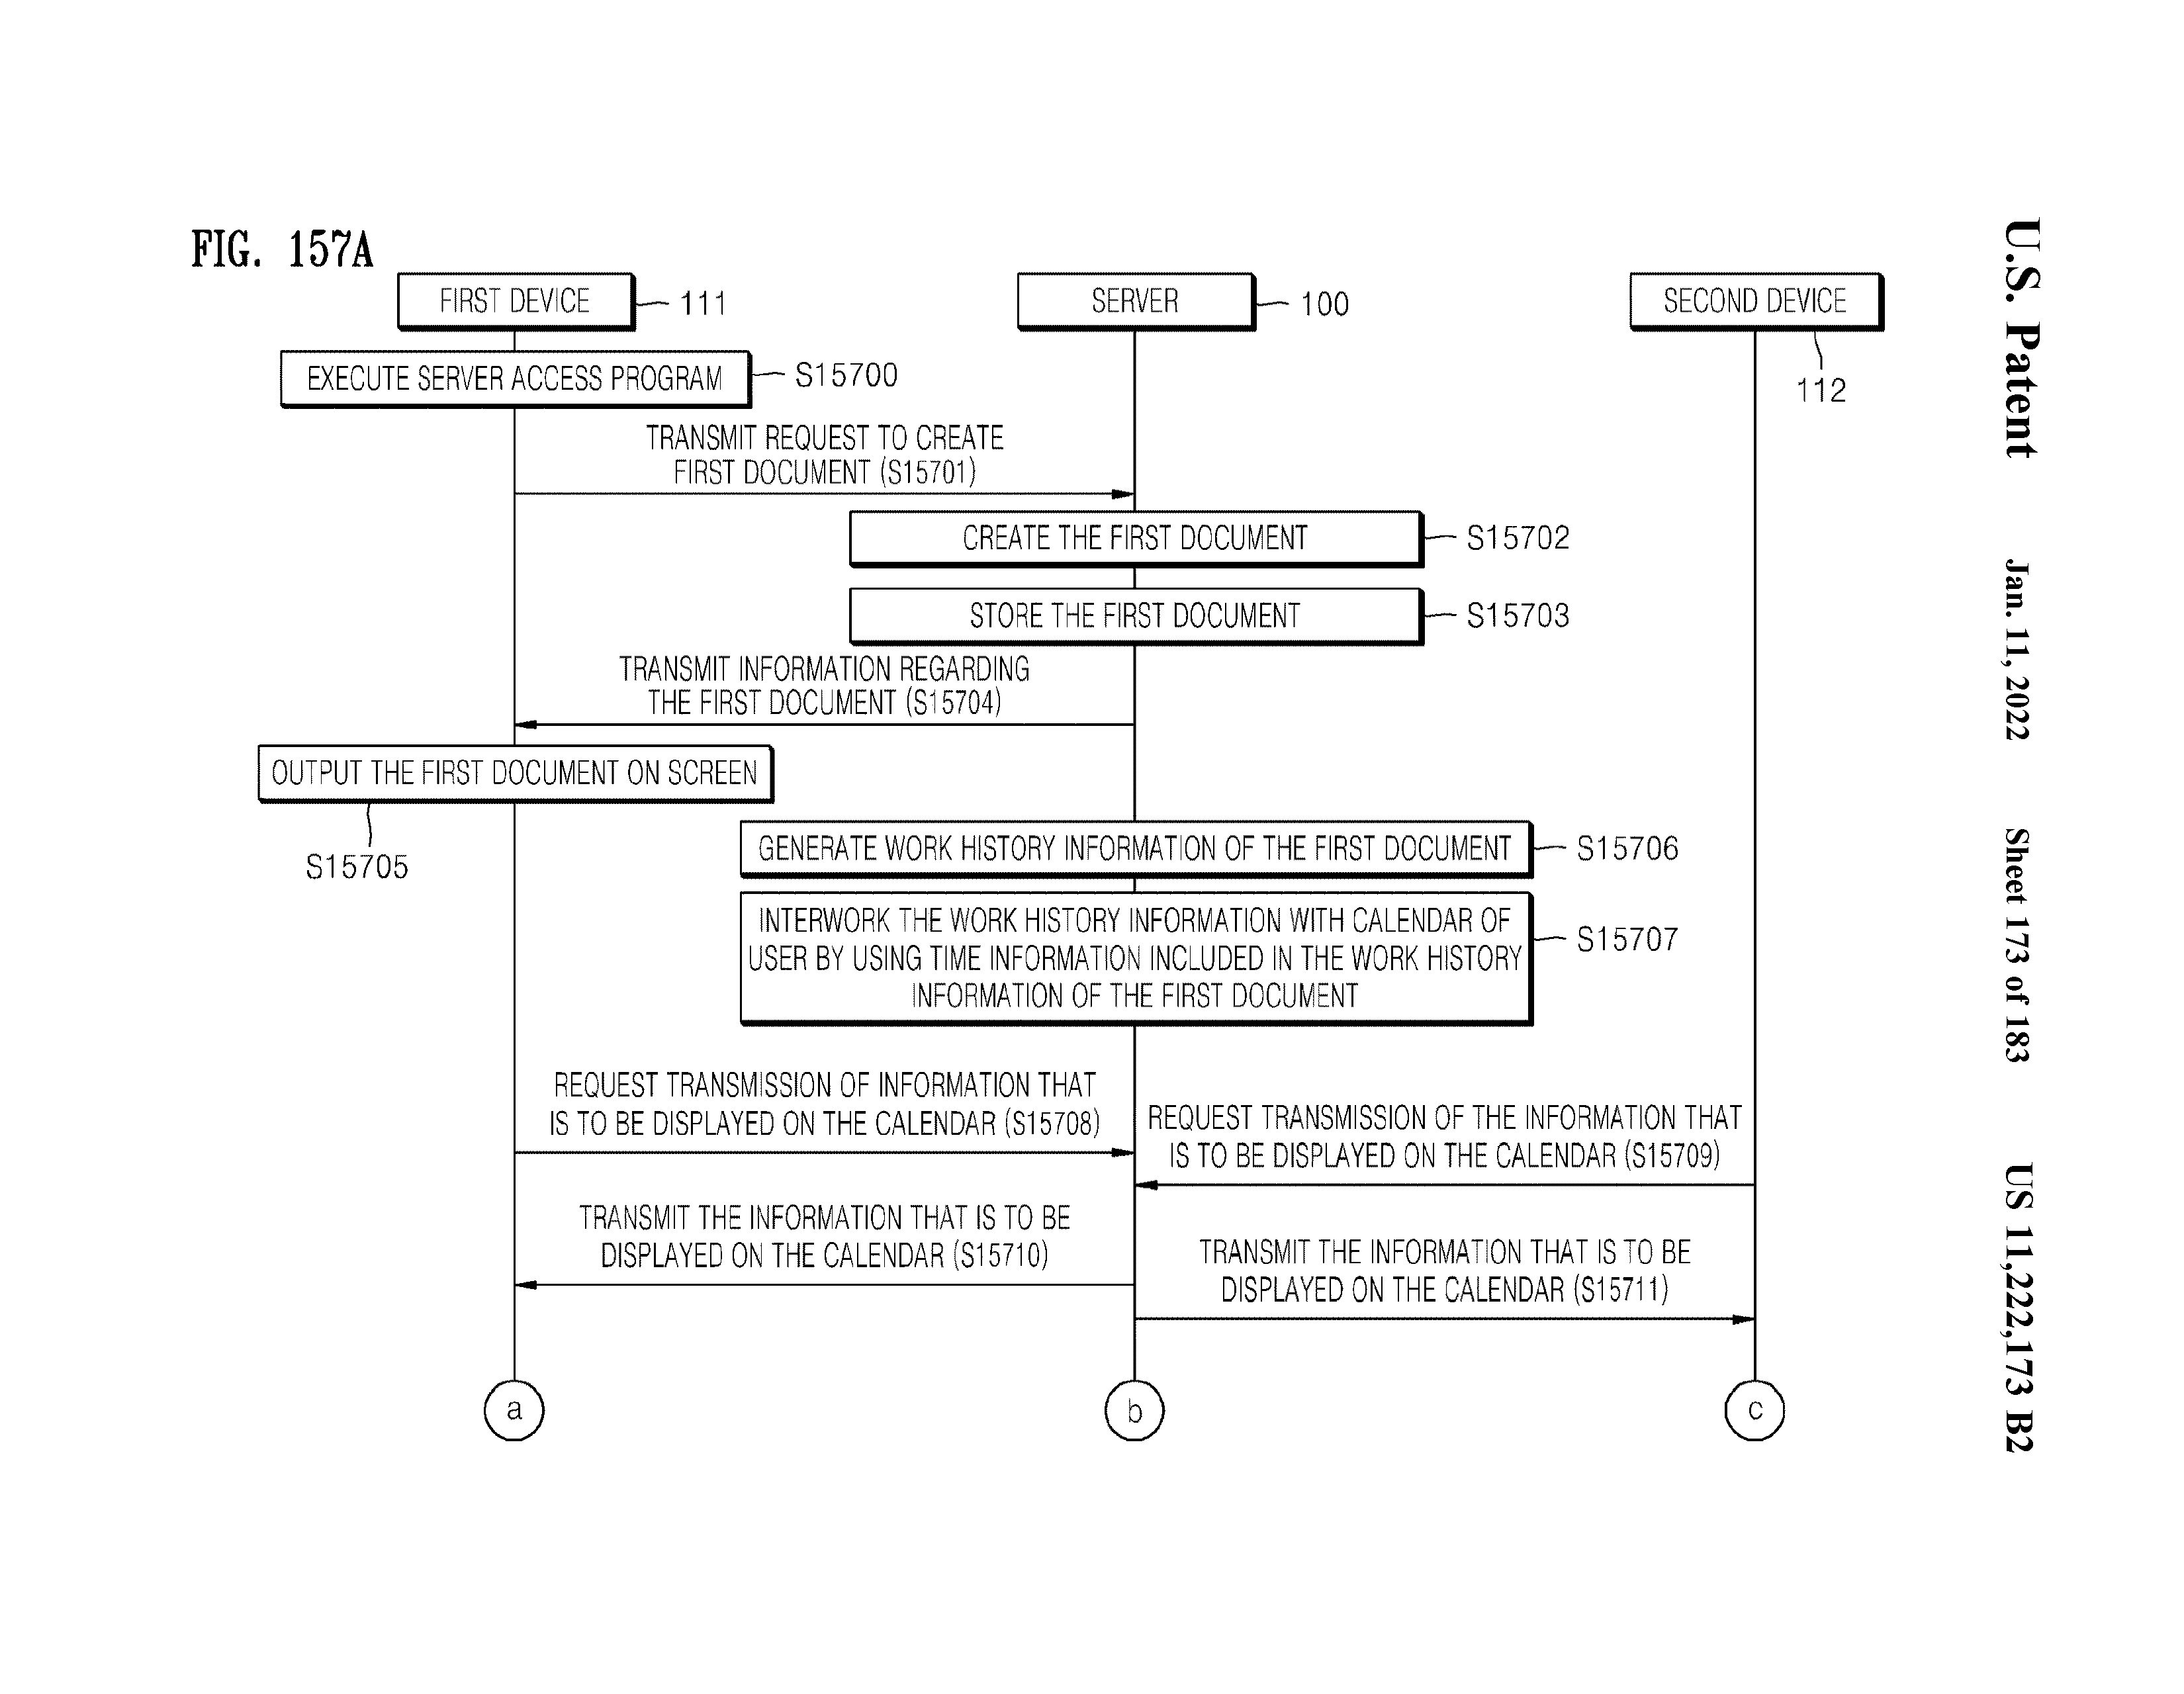 FIG. 157A
FIRST DEVICE
111
SERVER
100
SECOND DEVICE
112
EXECUTE SERVER ACCESS PROGRAM
S15700
TRANSMIT REQUEST TO CREATE
FIRST DOCUMENT (S15701)
CREATE THE FIRST DOCUMENT
S15702
STORE THE FIRST DOCUMENT
S15703
TRANSMIT INFORMATION REGARDING
THE FIRST DOCUMENT (S15704)
OUTPUT THE FIRST DOCUMENT ON SCREEN
S15705
GENERATE WORK HISTORY INFORMATION OF THE FIRST DOCUMENT
S15706
INTERWORK THE WORK HISTORY INFORMATION WITH CALENDAR OF
USER BY USING TIME INFORMATION INCLUDED IN THE WORK HISTORY
INFORMATION OF THE FIRST DOCUMENT
S15707
REQUEST TRANSMISSION OF INFORMATION THAT
IS TO BE DISPLAYED ON THE CALENDAR (S15708)
REQUEST TRANSMISSION OF THE INFORMATION THAT
IS TO BE DISPLAYED ON THE CALENDAR (S15709)
TRANSMIT THE INFORMATION THAT IS TO BE
DISPLAYED ON THE CALENDAR (S15710)
TRANSMIT THE INFORMATION THAT IS TO BE
DISPLAYED ON THE CALENDAR (S15711)
a
b
c
U.S. Patent
Jan. 11, 2022
Sheet 173 of 183
US 11,222,173 B2